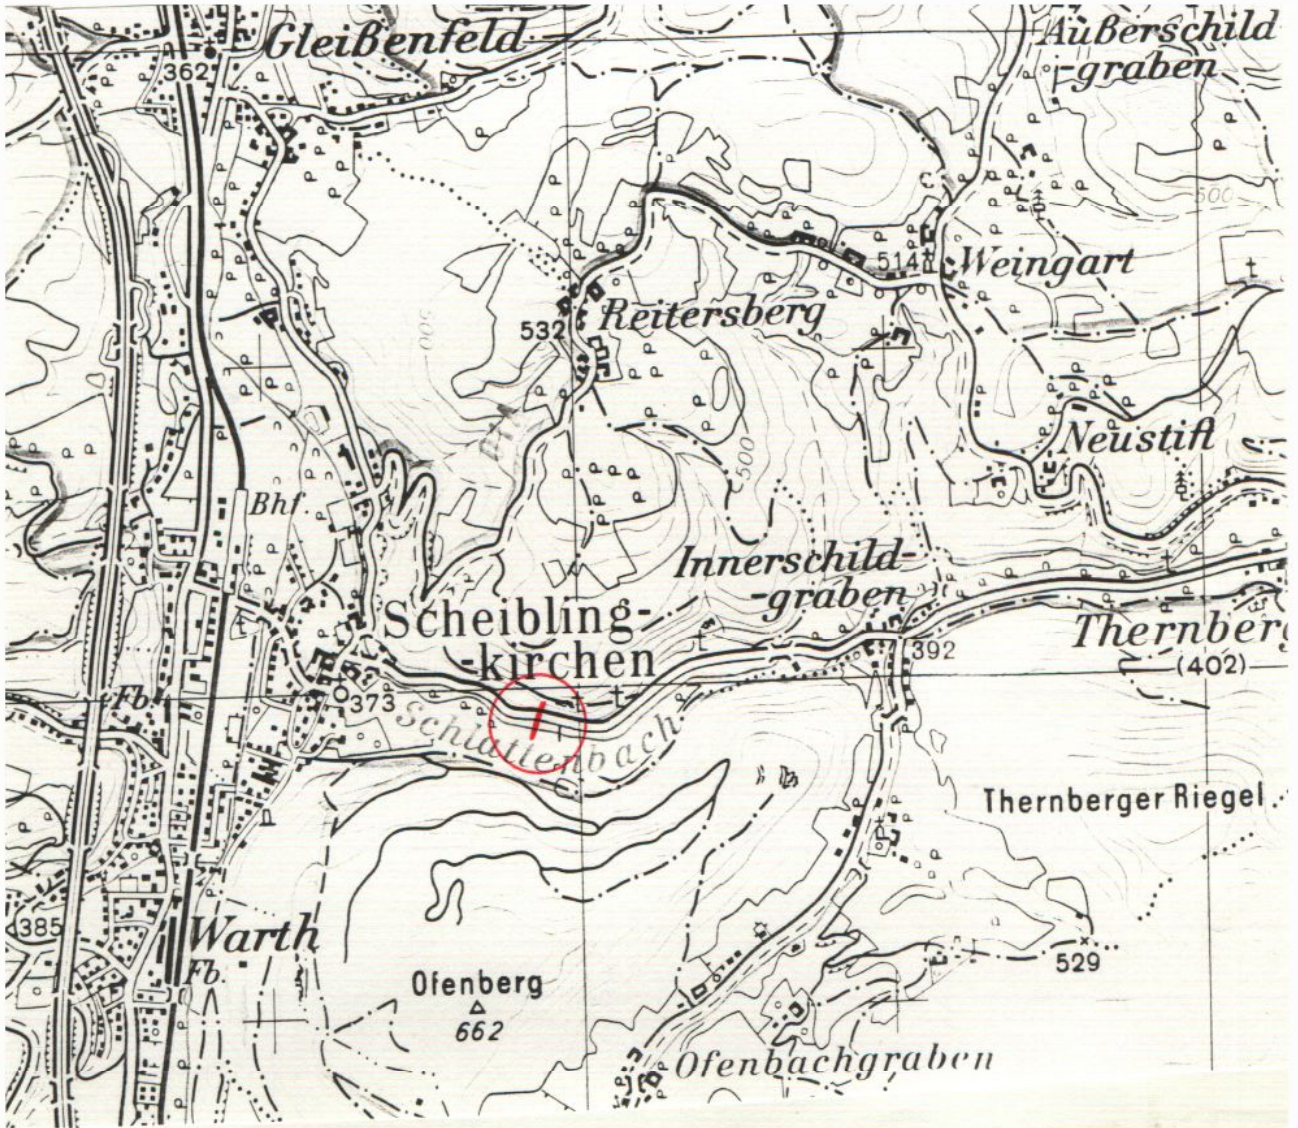 Gleißenfeld
362
Außerschild
-graben
500
514
Weingart
532
Reitersberg
500
Neustift
500
Bhf.
Innerschild-
-graben
Scheibling-
-kirchen
Thernberg
392
(402)
Fb.
373
Schlattenbach
Thernberger Riegel
385
Warth
Fb.
Ofenberg
662
529
Ofenbachgraben